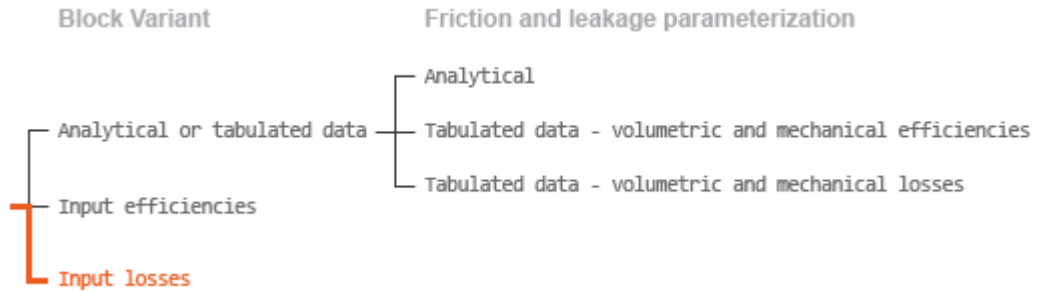 Block Variant
Friction and leakage parameterization
Analytical
Analytical or tabulated data
Tabulated data - volumetric and mechanical efficiencies
Tabulated data - volumetric and mechanical losses
Input efficiencies
Input losses